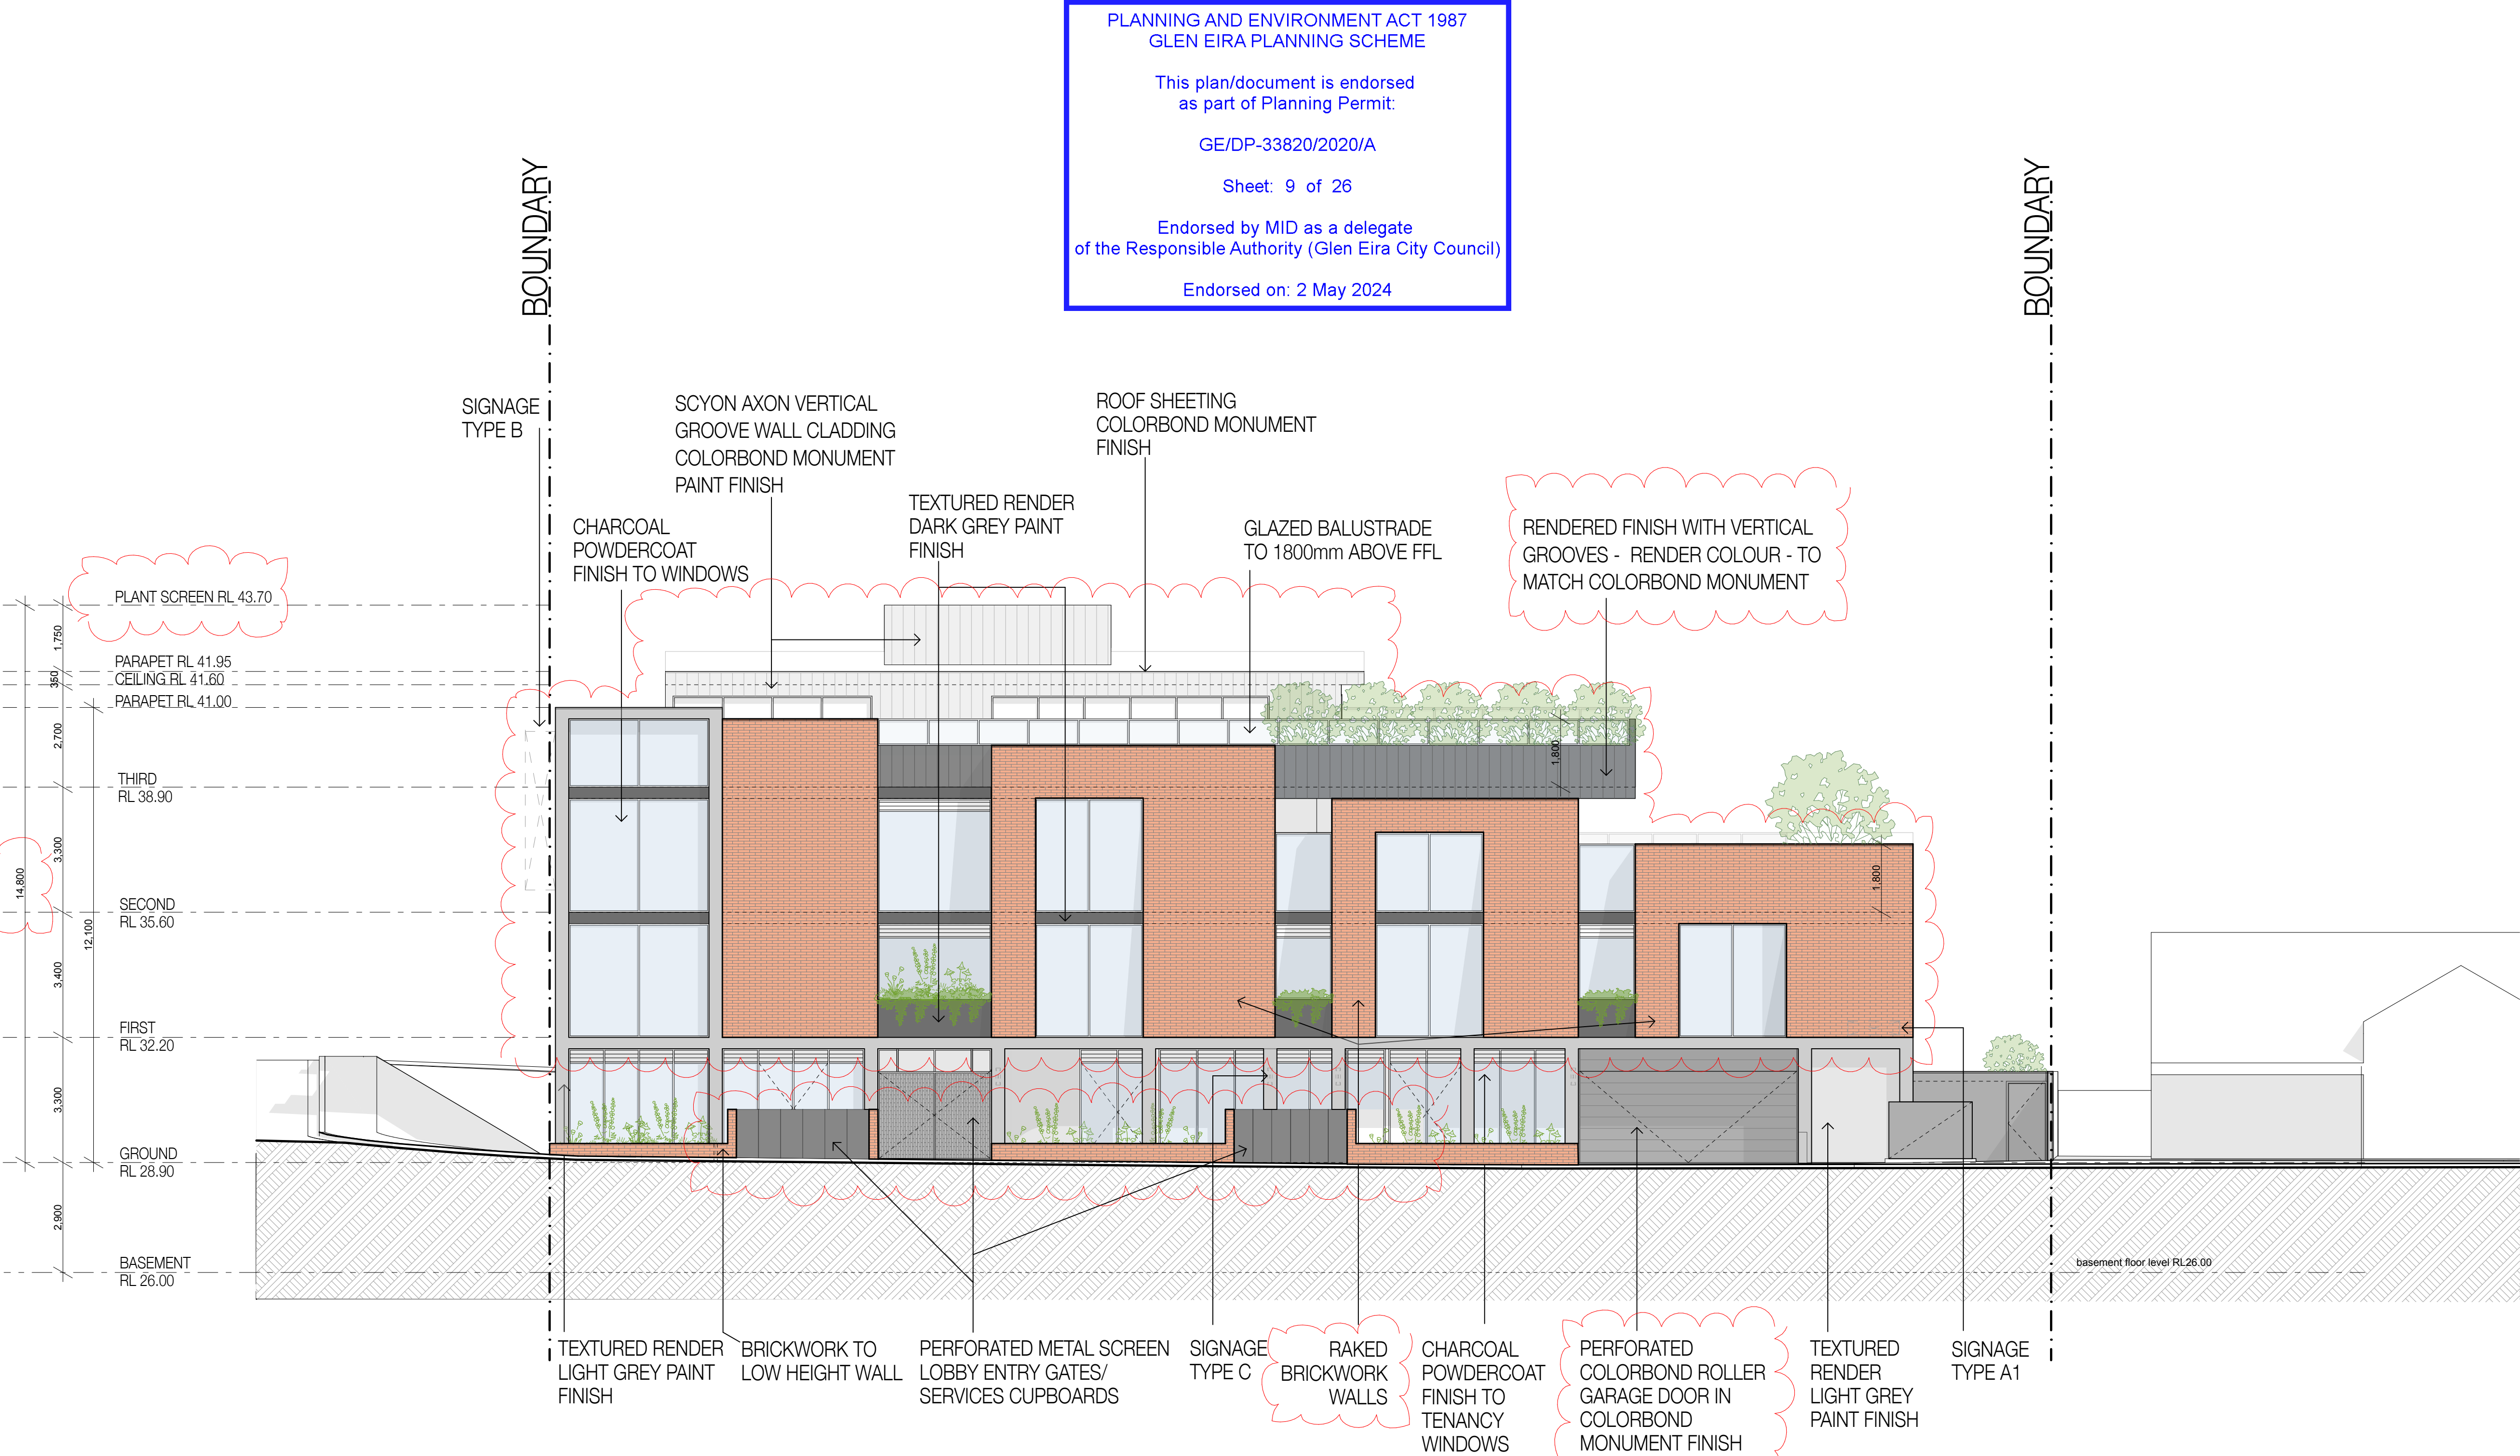 PLANNING AND ENVIRONMENT ACT 1987
GLEN EIRA PLANNING SCHEME
This plan/document is endorsed
as part of Planning Permit:
GE/DP-33820/2020/A
Sheet: 9 of 26
Endorsed by MID as a delegate
of the Responsible Authority (Glen Eira City Council)
Endorsed on: 2 May 2024
BOUNDARY
BOUNDARY
SIGNAGE
TYPE B
SCYON AXON VERTICAL
GROOVE WALL CLADDING
COLORBOND MONUMENT
PAINT FINISH
ROOF SHEETING
COLORBOND MONUMENT
FINISH
CHARCOAL
POWDERCOAT
FINISH TO WINDOWS
TEXTURED RENDER
DARK GREY PAINT
FINISH
GLAZED BALUSTRADE
TO 1800mm ABOVE FFL
RENDERED FINISH WITH VERTICAL
GROOVES - RENDER COLOUR - TO
MATCH COLORBOND MONUMENT
PLANT SCREEN RL 43.70
PARAPET RL 41.95
CEILING RL 41.60
PARAPET RL 41.00
THIRD
RL 38.90
SECOND
RL 35.60
FIRST
RL 32.20
GROUND
RL 28.90
BASEMENT
RL 26.00
14,800
1,750
350
2,700
3,300
3,400
3,300
2,900
12,100
1,800
1,800
basement floor level RL26.00
TEXTURED RENDER
LIGHT GREY PAINT
FINISH
BRICKWORK TO
LOW HEIGHT WALL
PERFORATED METAL SCREEN
LOBBY ENTRY GATES/
SERVICES CUPBOARDS
SIGNAGE
TYPE C
RAKED
BRICKWORK
WALLS
CHARCOAL
POWDERCOAT
FINISH TO
TENANCY
WINDOWS
PERFORATED
COLORBOND ROLLER
GARAGE DOOR IN
COLORBOND
MONUMENT FINISH
TEXTURED
RENDER
LIGHT GREY
PAINT FINISH
SIGNAGE
TYPE A1